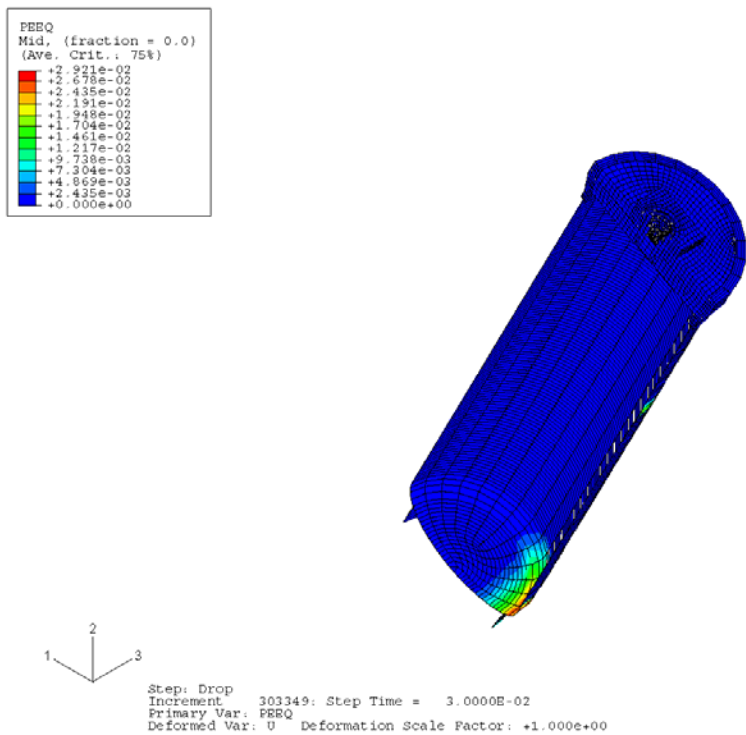 PEEQ
Mid, (fraction = 0.0)
(Ave. Crit.: 75%)
+2.921e-02
+2.678e-02
+2.435e-02
+2.191e-02
+1.948e-02
+1.704e-02
+1.461e-02
+1.217e-02
+9.738e-03
+7.304e-03
+4.869e-03
+2.435e-03
+0.000e+00
2
1 3
Step: Drop
Increment 303349: Step Time = 3.0000E-02
Primary Var: PEEQ
Deformed Var: U Deformation Scale Factor: +1.000e+00